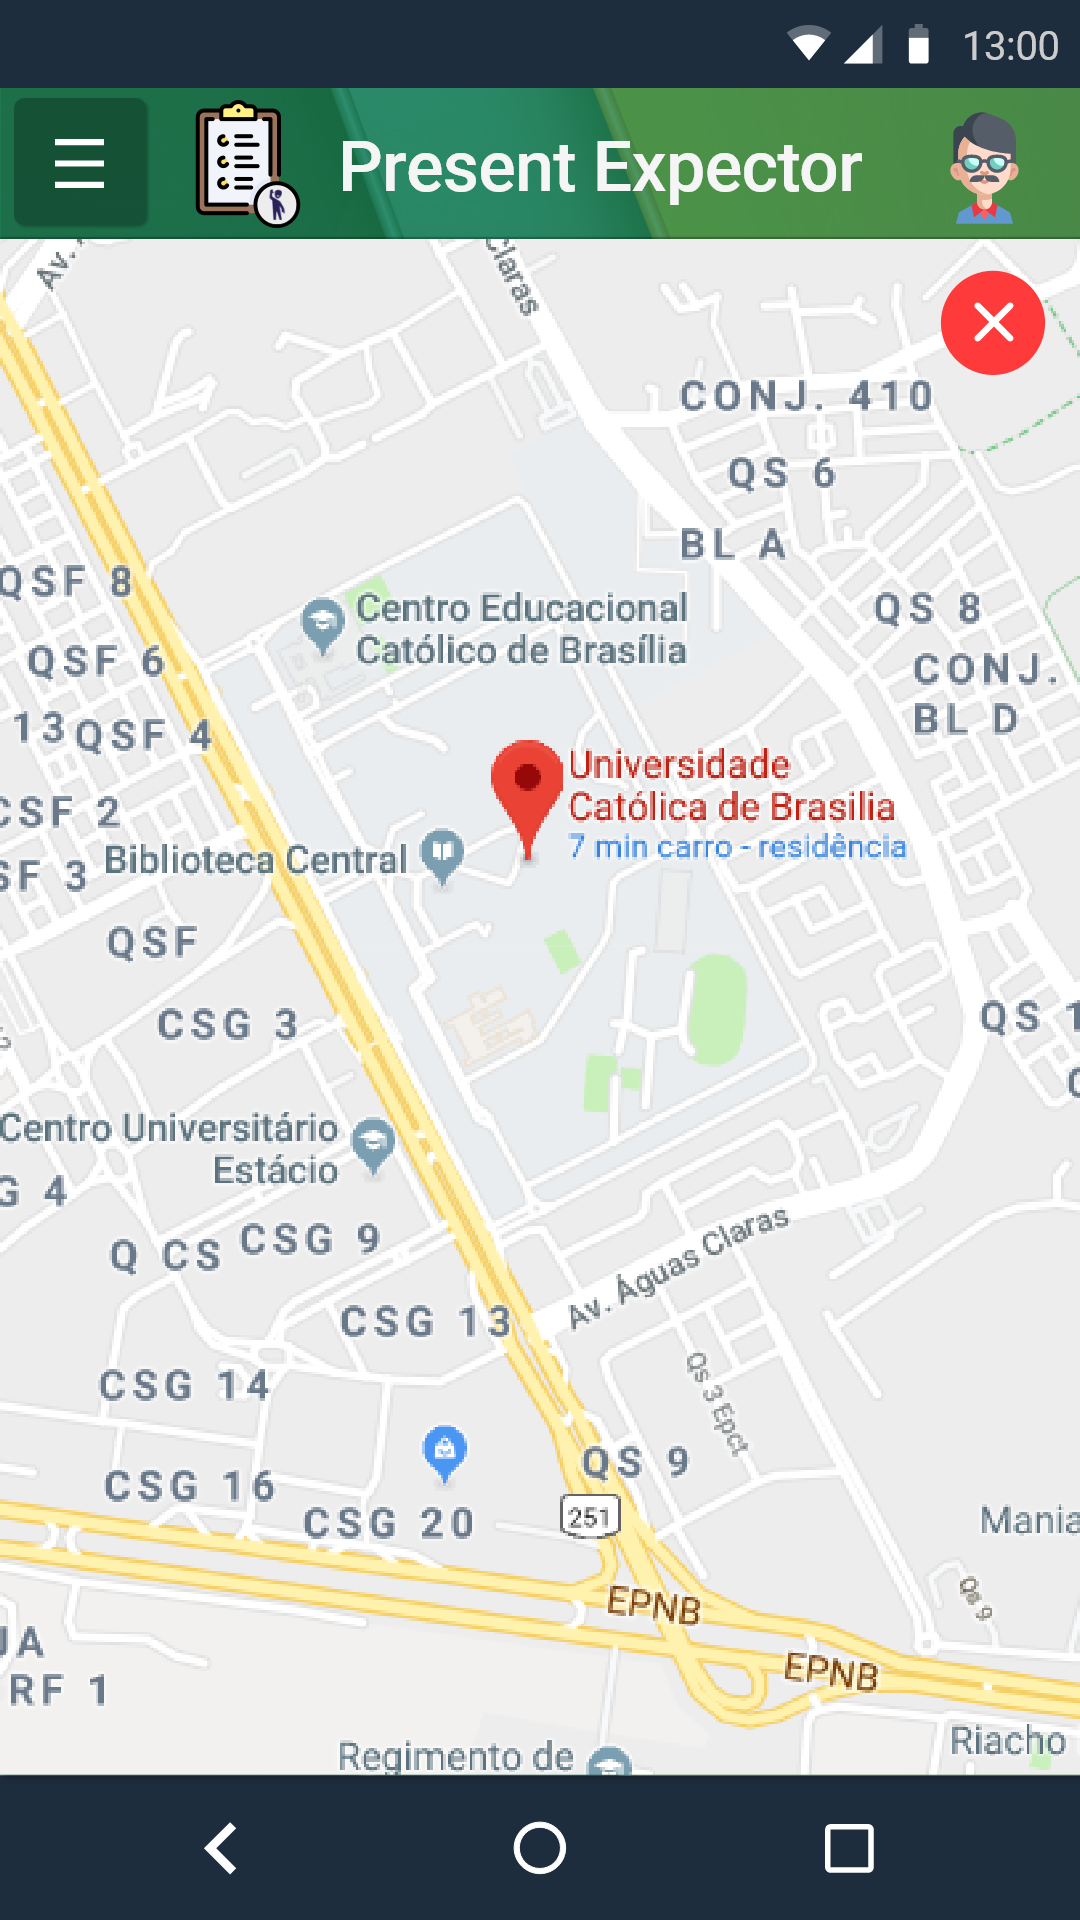 13:00
Present Expector
Av.
Claras
CONJ. 410
QS 6
BL A
QSF 8
Centro Educacional
Católico de Brasília
QS 8
QSF 6
CONJ.
BL D
13
QSF 4
Universidade
Católica de Brasilia
7 min carro - residência
CSF 2
Biblioteca Central
SF 3
QSF
CSG 3
QS 1
Centro Universitário
Estácio
G 4
CSG 9
Q CS
Av. Águas Claras
CSG 13
CSG 14
Qs 3 Epct
QS 9
CSG 16
CSG 20
251
Mania
EPNB
Qs 9
UA
RF 1
EPNB
Riacho
Regimento de